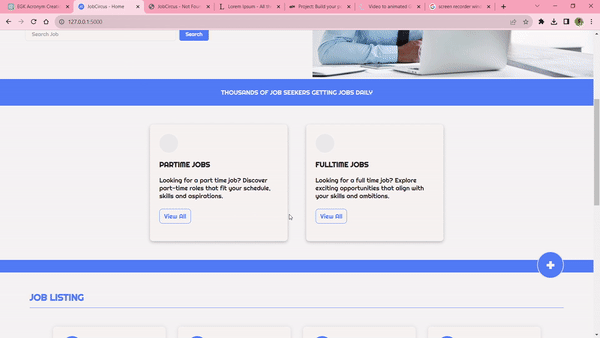 EGK Acronym Creat
JobCircus - Home
JobCircus - Not Fou
Lorem Ipsum - All th
Project: Build your p
Video to animated
screen recorder win
127.0.0.1:5000
Search Job
Search
THOUSANDS OF JOB SEEKERS GETTING JOBS DAILY
PARTIME JOBS
Looking for a part time job? Discover
part-time roles that fit your schedule,
skills and aspirations.
View All
FULLTIME JOBS
Looking for a full time job? Explore
exciting opportunities that align with
your skills and ambitions.
View All
JOB LISTING